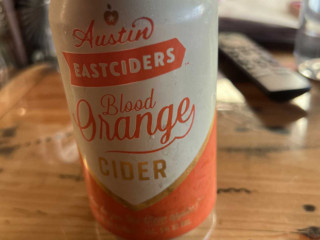 Austin
EASTCIDERS
Blood
Orange
CIDER